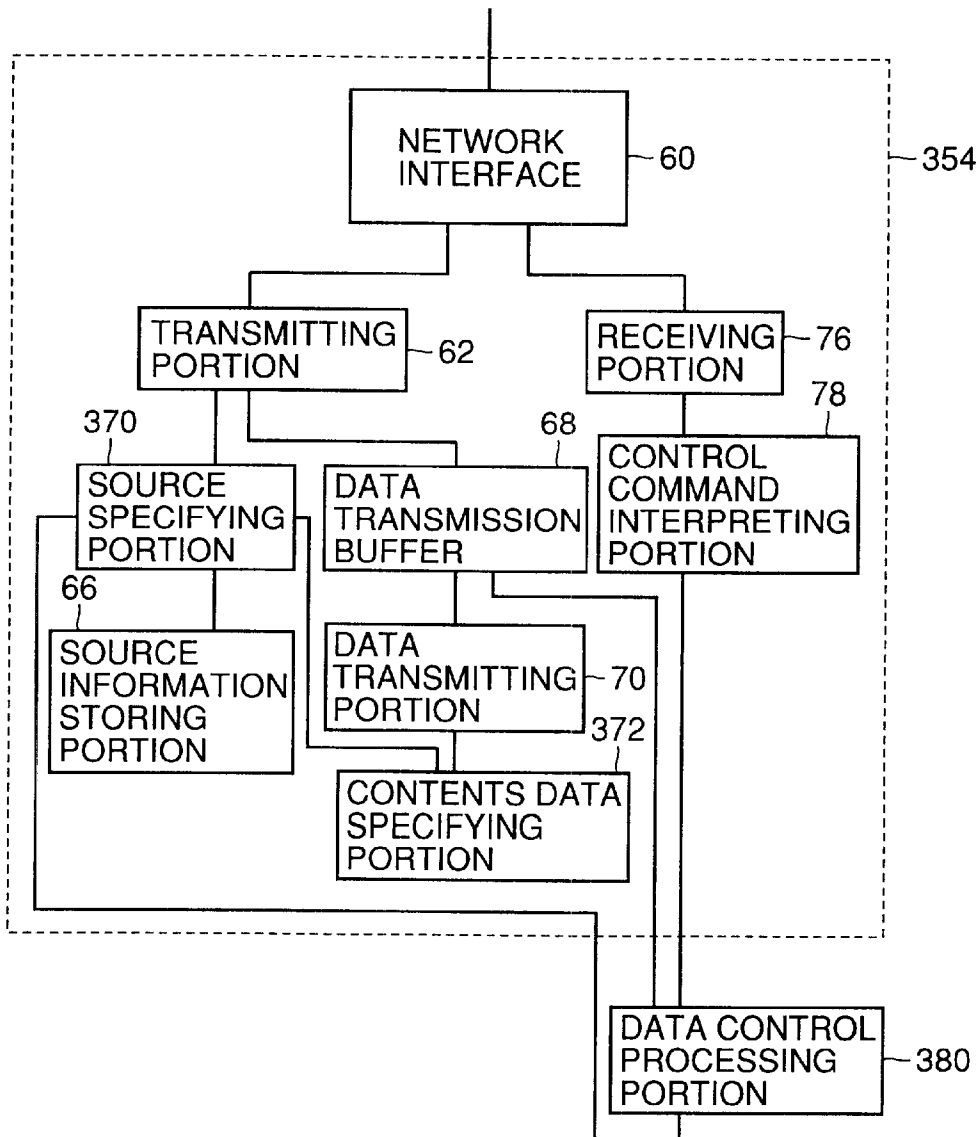 NETWORK
INTERFACE
60
354
TRANSMITTING
PORTION
62
RECEIVING
PORTION
76
370
SOURCE
SPECIFYING
PORTION
68
DATA
TRANSMISSION
BUFFER
78
CONTROL
COMMAND
INTERPRETING
PORTION
66
SOURCE
INFORMATION
STORING
PORTION
DATA
TRANSMITTING
PORTION
70
372
CONTENTS DATA
SPECIFYING
PORTION
DATA CONTROL
PROCESSING
PORTION
380